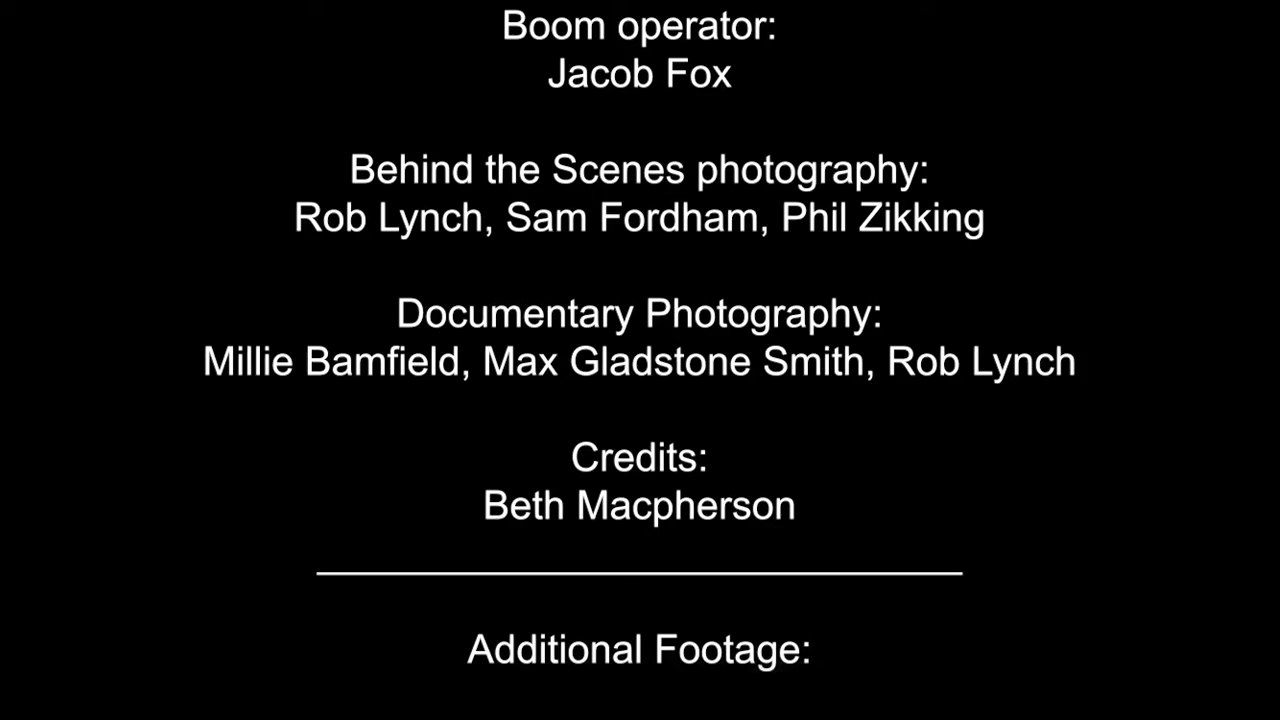 Boom operator:
Jacob Fox
Behind the Scenes photography:
Rob Lynch, Sam Fordham, Phil Zikking
Documentary Photography:
Millie Bamfield, Max Gladstone Smith, Rob Lynch
Credits:
Beth Macpherson
Additional Footage: